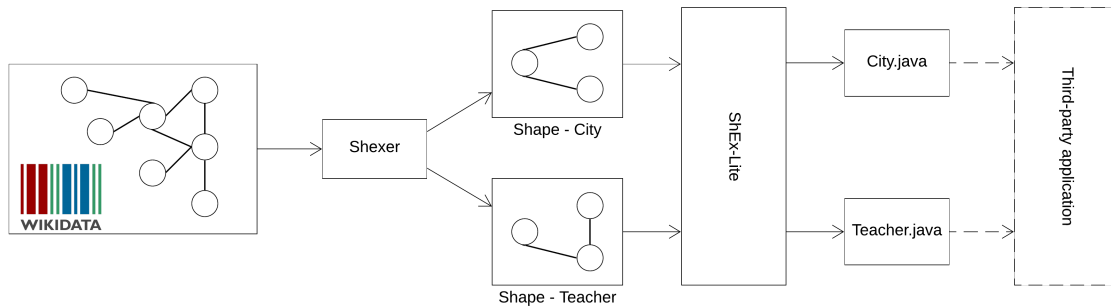 WIKIDATA
Shexer
Shape - City
Shape - Teacher
ShEx-Lite
City.java
Teacher.java
Third-party application